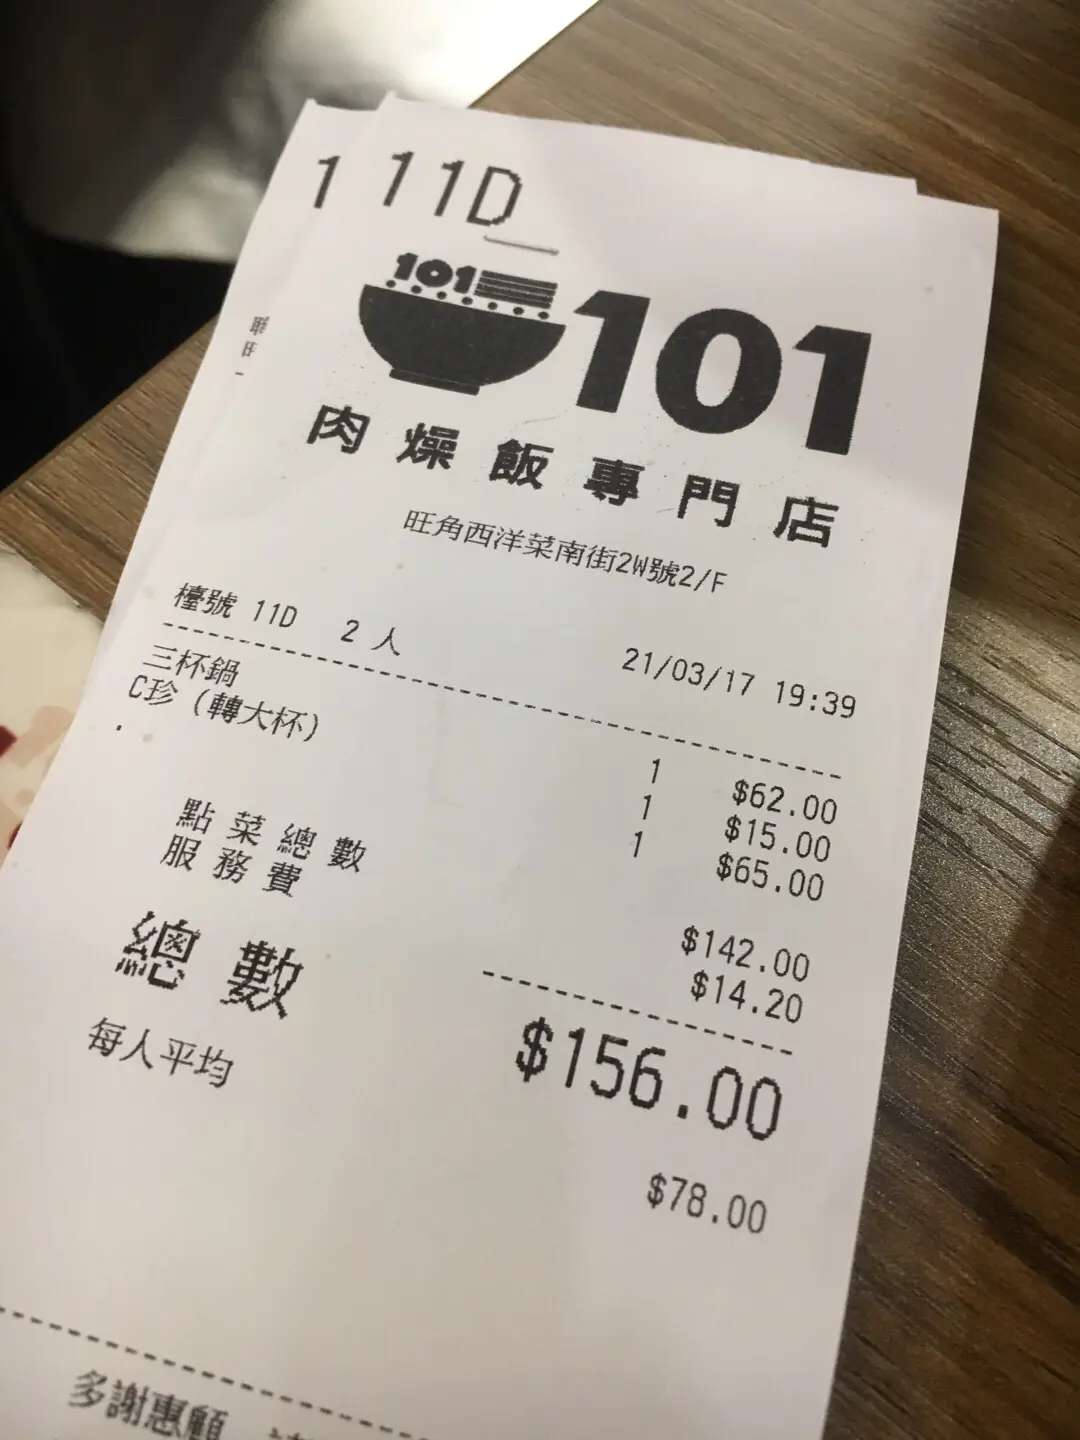 1
11D
101
101
肉燥飯專門店
旺角西洋菜南街2W號2/F
檯號 11D 2 人 21/03/17 19:39
三杯鍋 1 $62.00
C珍(轉大杯) 1 $15.00
. 1 $65.00
點菜總數 $142.00
服務費 $14.20
總數 $156.00
每人平均 $78.00
多謝惠顧